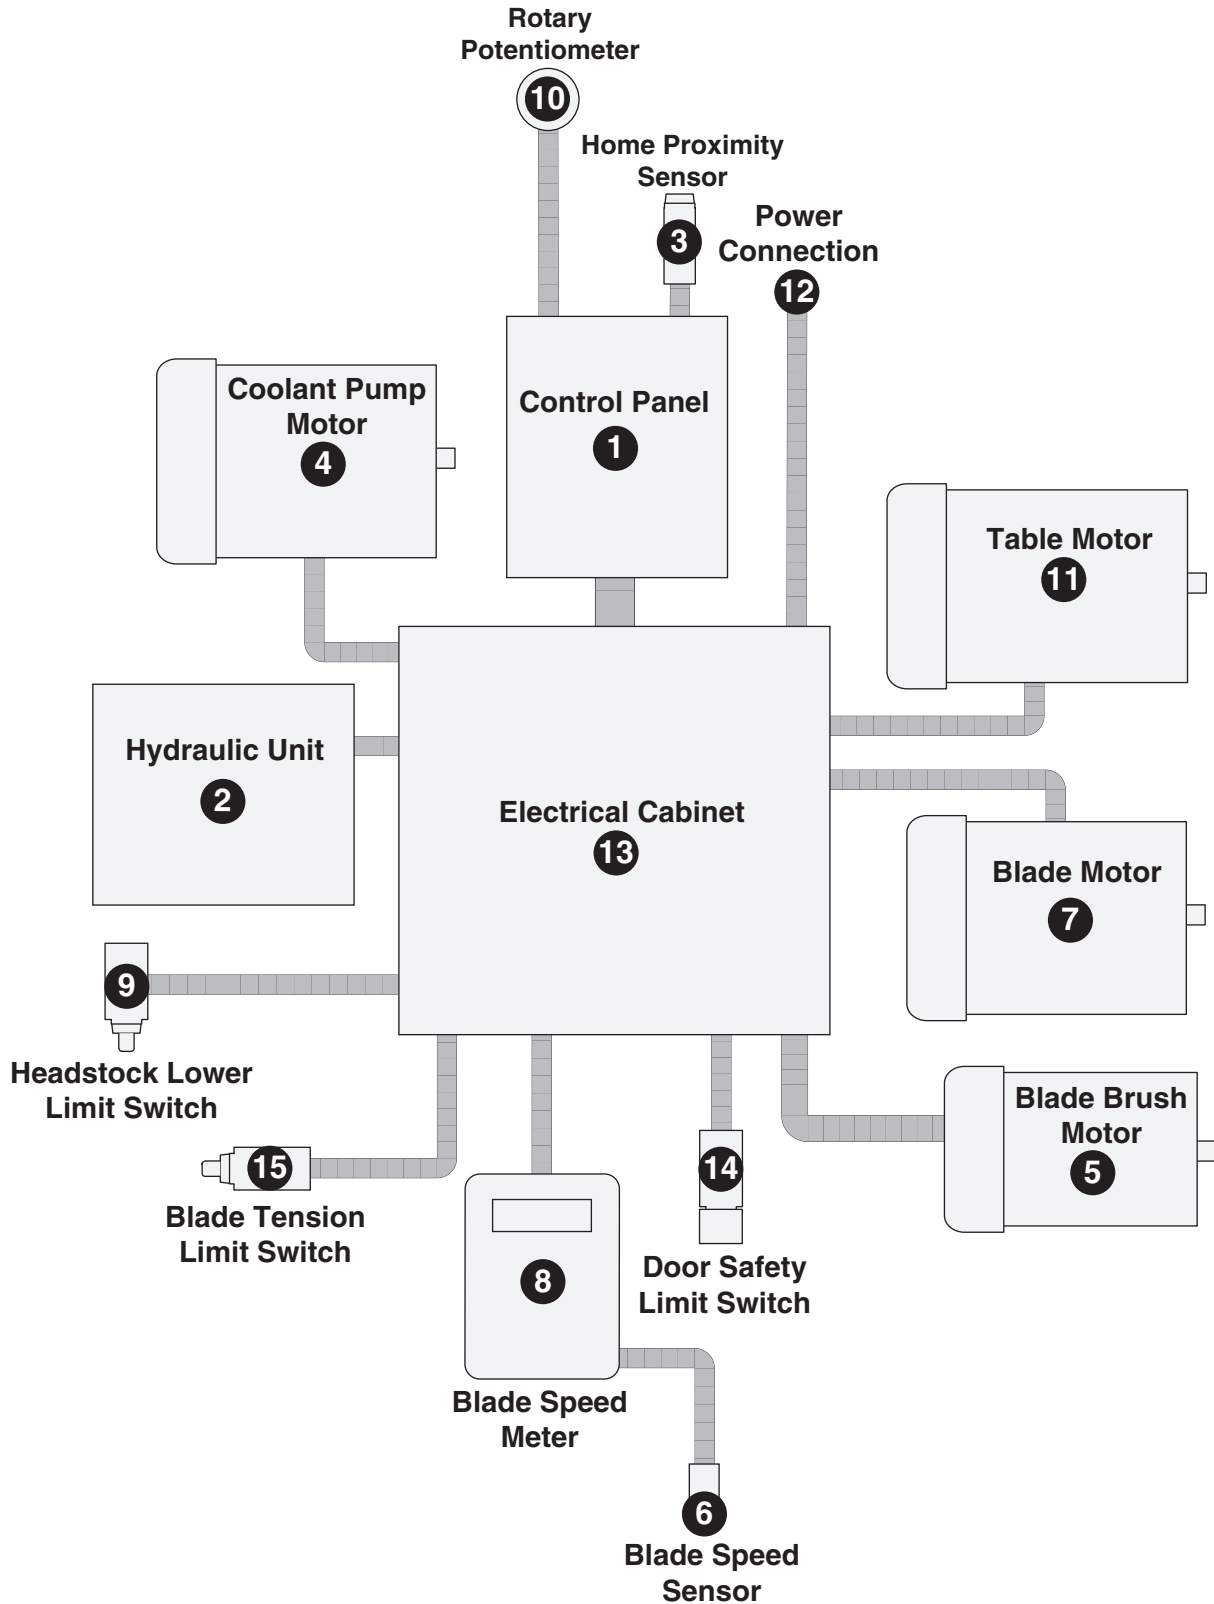 Rotary
Potentiometer
10
Home Proximity
Sensor
3
Power
Connection
12
Coolant Pump
Motor
4
Control Panel
1
Table Motor
11
Hydraulic Unit
2
Electrical Cabinet
13
Blade Motor
7
9
Headstock Lower
Limit Switch
Blade Brush
Motor
5
15
Blade Tension
Limit Switch
14
Door Safety
Limit Switch
8
Blade Speed
Meter
6
Blade Speed
Sensor